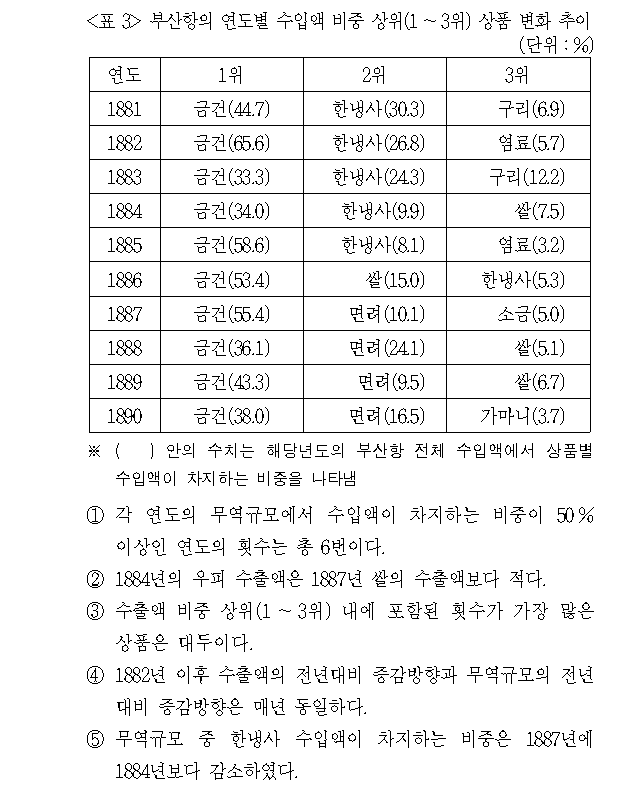 <표 3> 부산항의 연도별 수입액 비중 상위(1 ~ 3위) 상품 변화 추이
(단위 : %)
연도 1위 2위 3위
1881 금건(44.7) 한냉사(30.3) 구리(6.9)
1882 금건(65.6) 한냉사(26.8) 염료(5.7)
1883 금건(33.3) 한냉사(24.3) 구리(12.2)
1884 금건(34.0) 한냉사(9.9) 쌀(7.5)
1885 금건(58.6) 한냉사(8.1) 염료(3.2)
1886 금건(53.4) 쌀(15.0) 한냉사(5.3)
1887 금건(55.4) 면려(10.1) 소금(5.0)
1888 금건(36.1) 면려(24.1) 쌀(5.1)
1889 금건(43.3) 면려(9.5) 쌀(6.7)
1890 금건(38.0) 면려(16.5) 가마니(3.7)
※ ( ) 안의 수치는 해당년도의 부산항 전체 수입액에서 상품별
수입액이 차지하는 비중을 나타냄
① 각 연도의 무역규모에서 수입액이 차지하는 비중이 50%
이상인 연도의 횟수는 총 6번이다.
② 1884년의 우피 수출액은 1887년 쌀의 수출액보다 적다.
③ 수출액 비중 상위(1 ~ 3위) 내에 포함된 횟수가 가장 많은
상품은 대두이다.
④ 1882년 이후 수출액의 전년대비 증감방향과 무역규모의 전년
대비 증감방향은 매년 동일하다.
⑤ 무역규모 중 한냉사 수입액이 차지하는 비중은 1887년에
1884년보다 감소하였다.